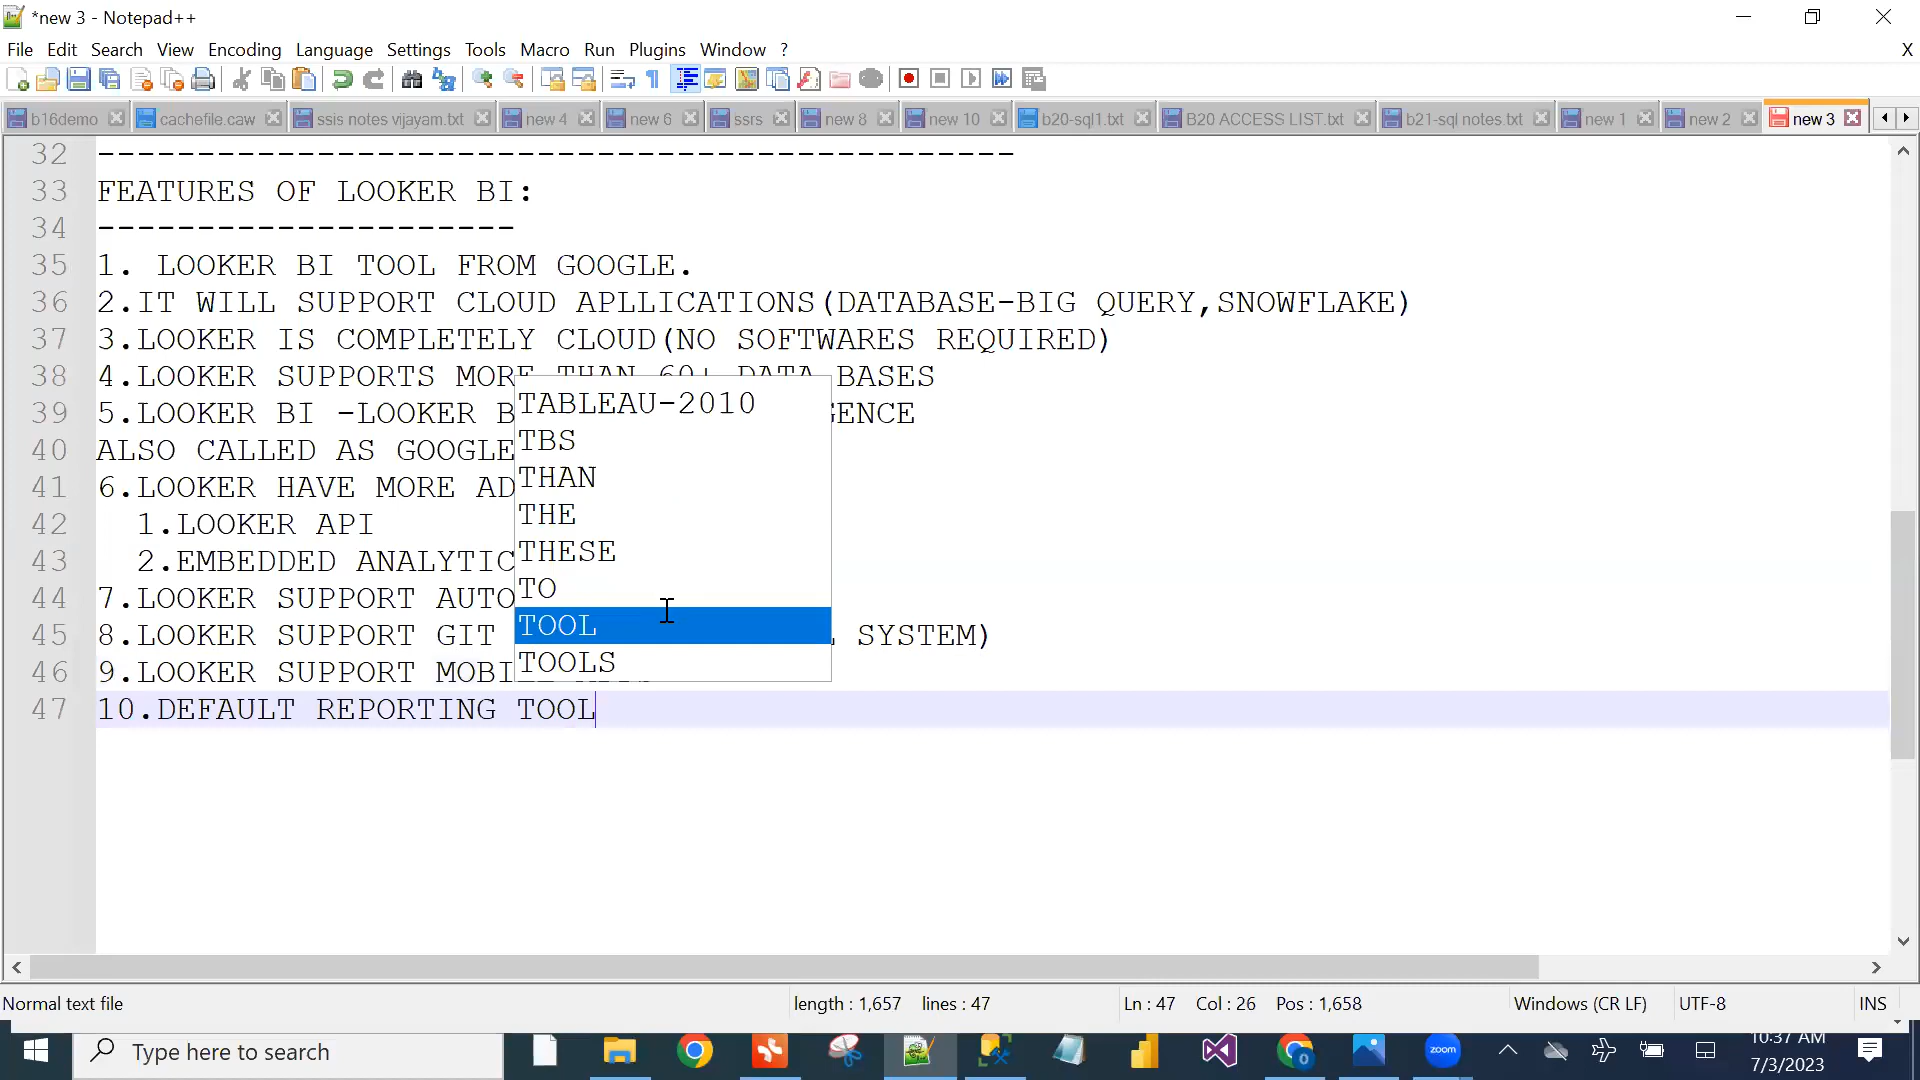 *new 3 - Notepad++
File Edit Search View Encoding Language Settings Tools Macro Run Plugins Window ? X
b16demo cachefile.caw ssis notes vijayam.txt new 4 new 6 ssrs new 8 new 10 b20-sql1.txt B20 ACCESS LIST.txt b21-sql notes.txt new 1 new 2 new 3
32 ----------------------------------------------
33 FEATURES OF LOOKER BI:
34 ---------------------
35 1. LOOKER BI TOOL FROM GOOGLE.
36 2.IT WILL SUPPORT CLOUD APLLICATIONS(DATABASE-BIG QUERY,SNOWFLAKE)
37 3.LOOKER IS COMPLETELY CLOUD(NO SOFTWARES REQUIRED)
38 4.LOOKER SUPPORTS MORE THAN 60+ DATA BASES
39 5.LOOKER BI -LOOKER B GENCE
40 ALSO CALLED AS GOOGLE
41 6.LOOKER HAVE MORE AD
42 1.LOOKER API
43 2.EMBEDDED ANALYTIC
44 7.LOOKER SUPPORT AUTO
45 8.LOOKER SUPPORT GIT SYSTEM)
46 9.LOOKER SUPPORT MOBI
47 10.DEFAULT REPORTING TOOL
TABLEAU-2010
TBS
THAN
THE
THESE
TO
TOOL
TOOLS
Normal text file length : 1,657 lines : 47 Ln : 47 Col : 26 Pos : 1,658 Windows (CR LF) UTF-8 INS
Type here to search
zoom
10:37 AM
7/3/2023